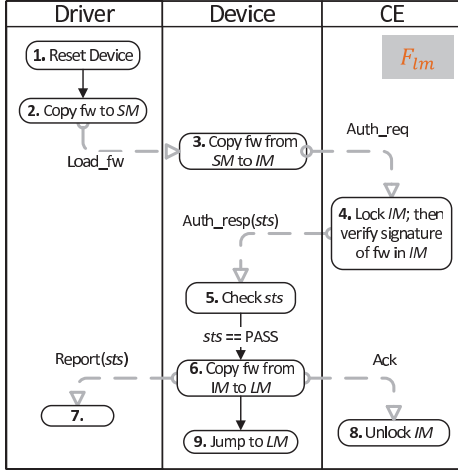 Driver
Device
CE
F_lm
1. Reset Device
2. Copy fw to SM
Load_fw
3. Copy fw from
SM to IM
Auth_req
4. Lock IM; then
verify signature
of fw in IM
Auth_resp(sts)
5. Check sts
sts == PASS
Report(sts)
6. Copy fw from
IM to LM
Ack
7.
8. Unlock IM
9. Jump to LM